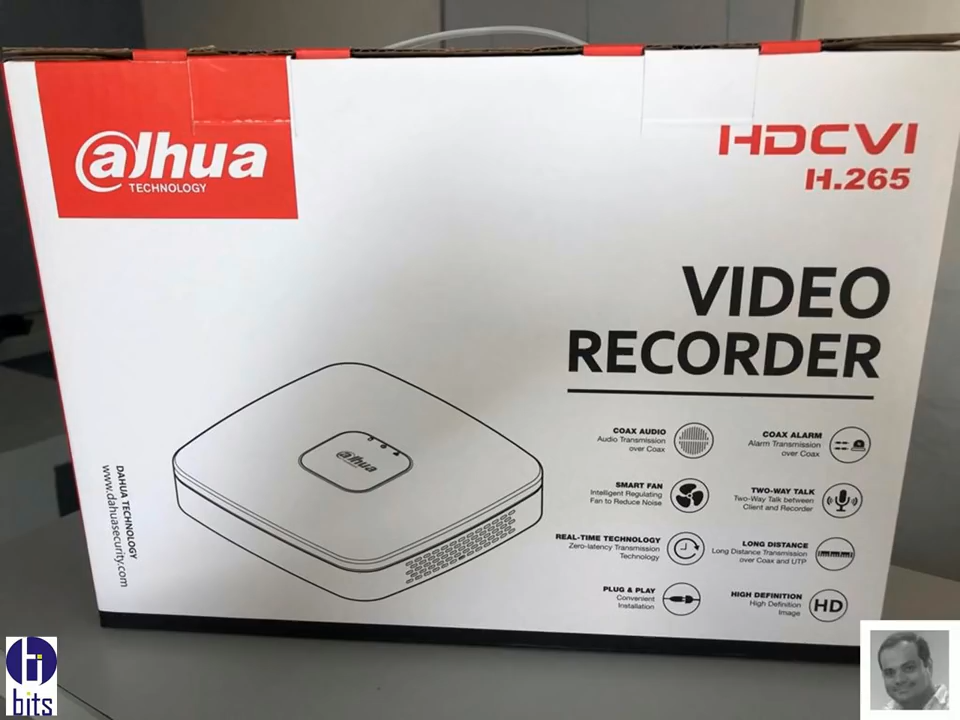 alhua
TECHNOLOGY
HDCVI
H.265
VIDEO
RECORDER
COAX AUDIO
Audio Transmission
over Coax
COAX ALARM
Alarm Transmission
over Coax
SMART FAN
Intelligent Regulating
Fan to Reduce Noise
TWO-WAY TALK
Two-Way Talk between
Client and Recorder
REAL-TIME TECHNOLOGY
Zero-latency Transmission
Technology
LONG DISTANCE
Long Distance Transmission
over Coax and UTP
PLUG & PLAY
Convenient
Installation
HIGH DEFINITION
High Definition
Image
HD
alhua
DAHUA TECHNOLOGY
www.dahuasecurity.com
bits